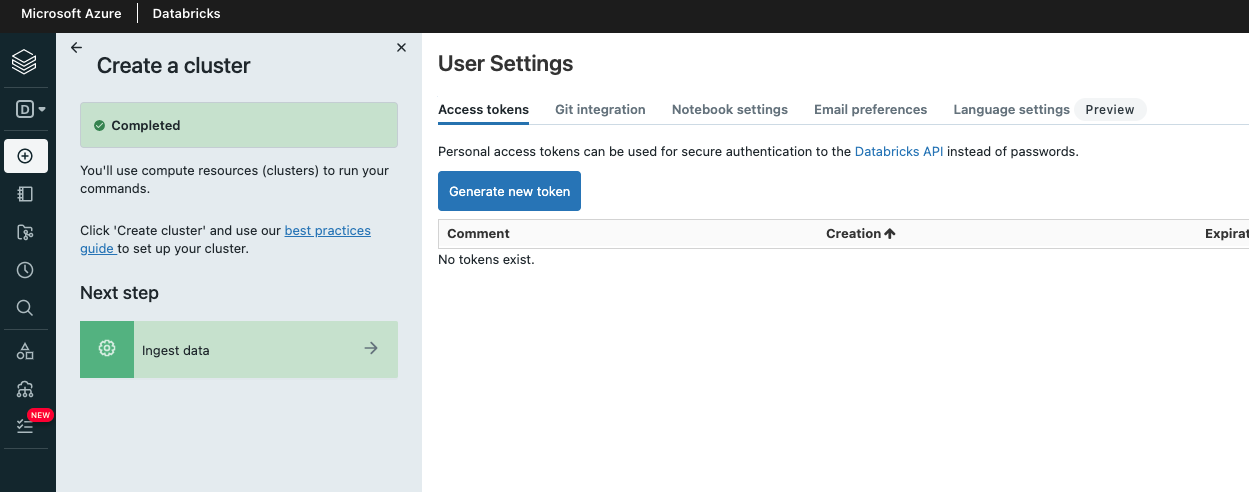 Microsoft Azure
Databricks
D
NEW
Create a cluster
Completed
You'll use compute resources (clusters) to run your
commands.
Click 'Create cluster' and use our best practices
guide to set up your cluster.
Next step
Ingest data
User Settings
Access tokens Git integration Notebook settings Email preferences Language settings Preview
Personal access tokens can be used for secure authentication to the Databricks API instead of passwords.
Generate new token
Comment Creation Expirat
No tokens exist.